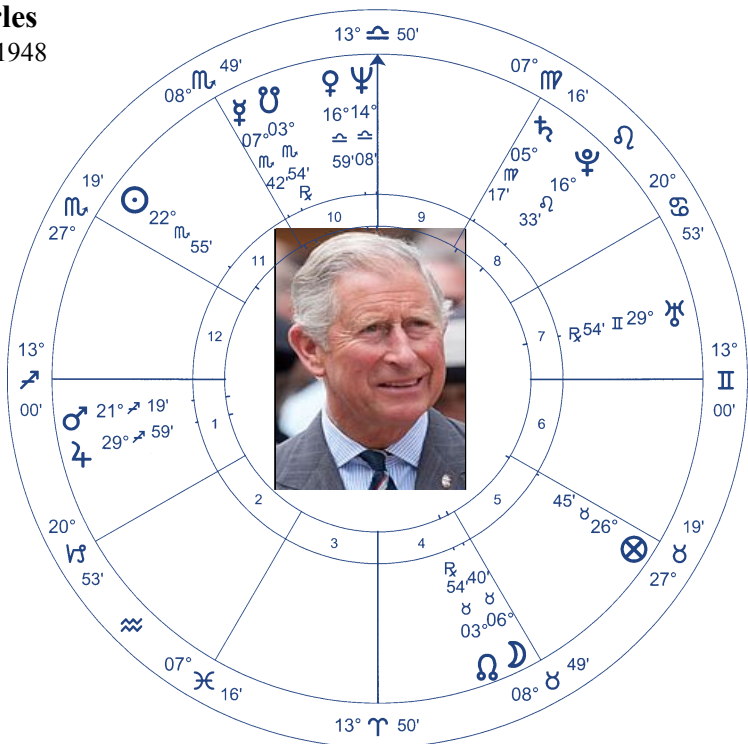 rles
1948
13° ♎ 50'
08° ♏ 49'
07° ♍ 16'
☿ ☋ ♀ ♆
07° 03° 16° 14°
♏ ♏ ♎ ♎
42' 54' 59' 08'
℞
♄ 05° ♍ 17'
♇ 16° ♌ 33'
♌
20° ♋ 53'
19' ♏ 27°
☉ 22° ♏ 55'
10
9
11
8
12
7
℞ 54' ♊ 29° ♅
13° ♐ 00'
13° ♊ 00'
♂ 21° ♐ 19'
♃ 29° ♐ 59'
1
6
2
5
3
4
45' ♉ 26° ⊗
19' ♉ 27°
20° ♑ 53'
℞
54' 40'
♉ ♉
03° 06°
☊ ☽
♒
07° ♓ 16'
08° ♉ 49'
13° ♈ 50'